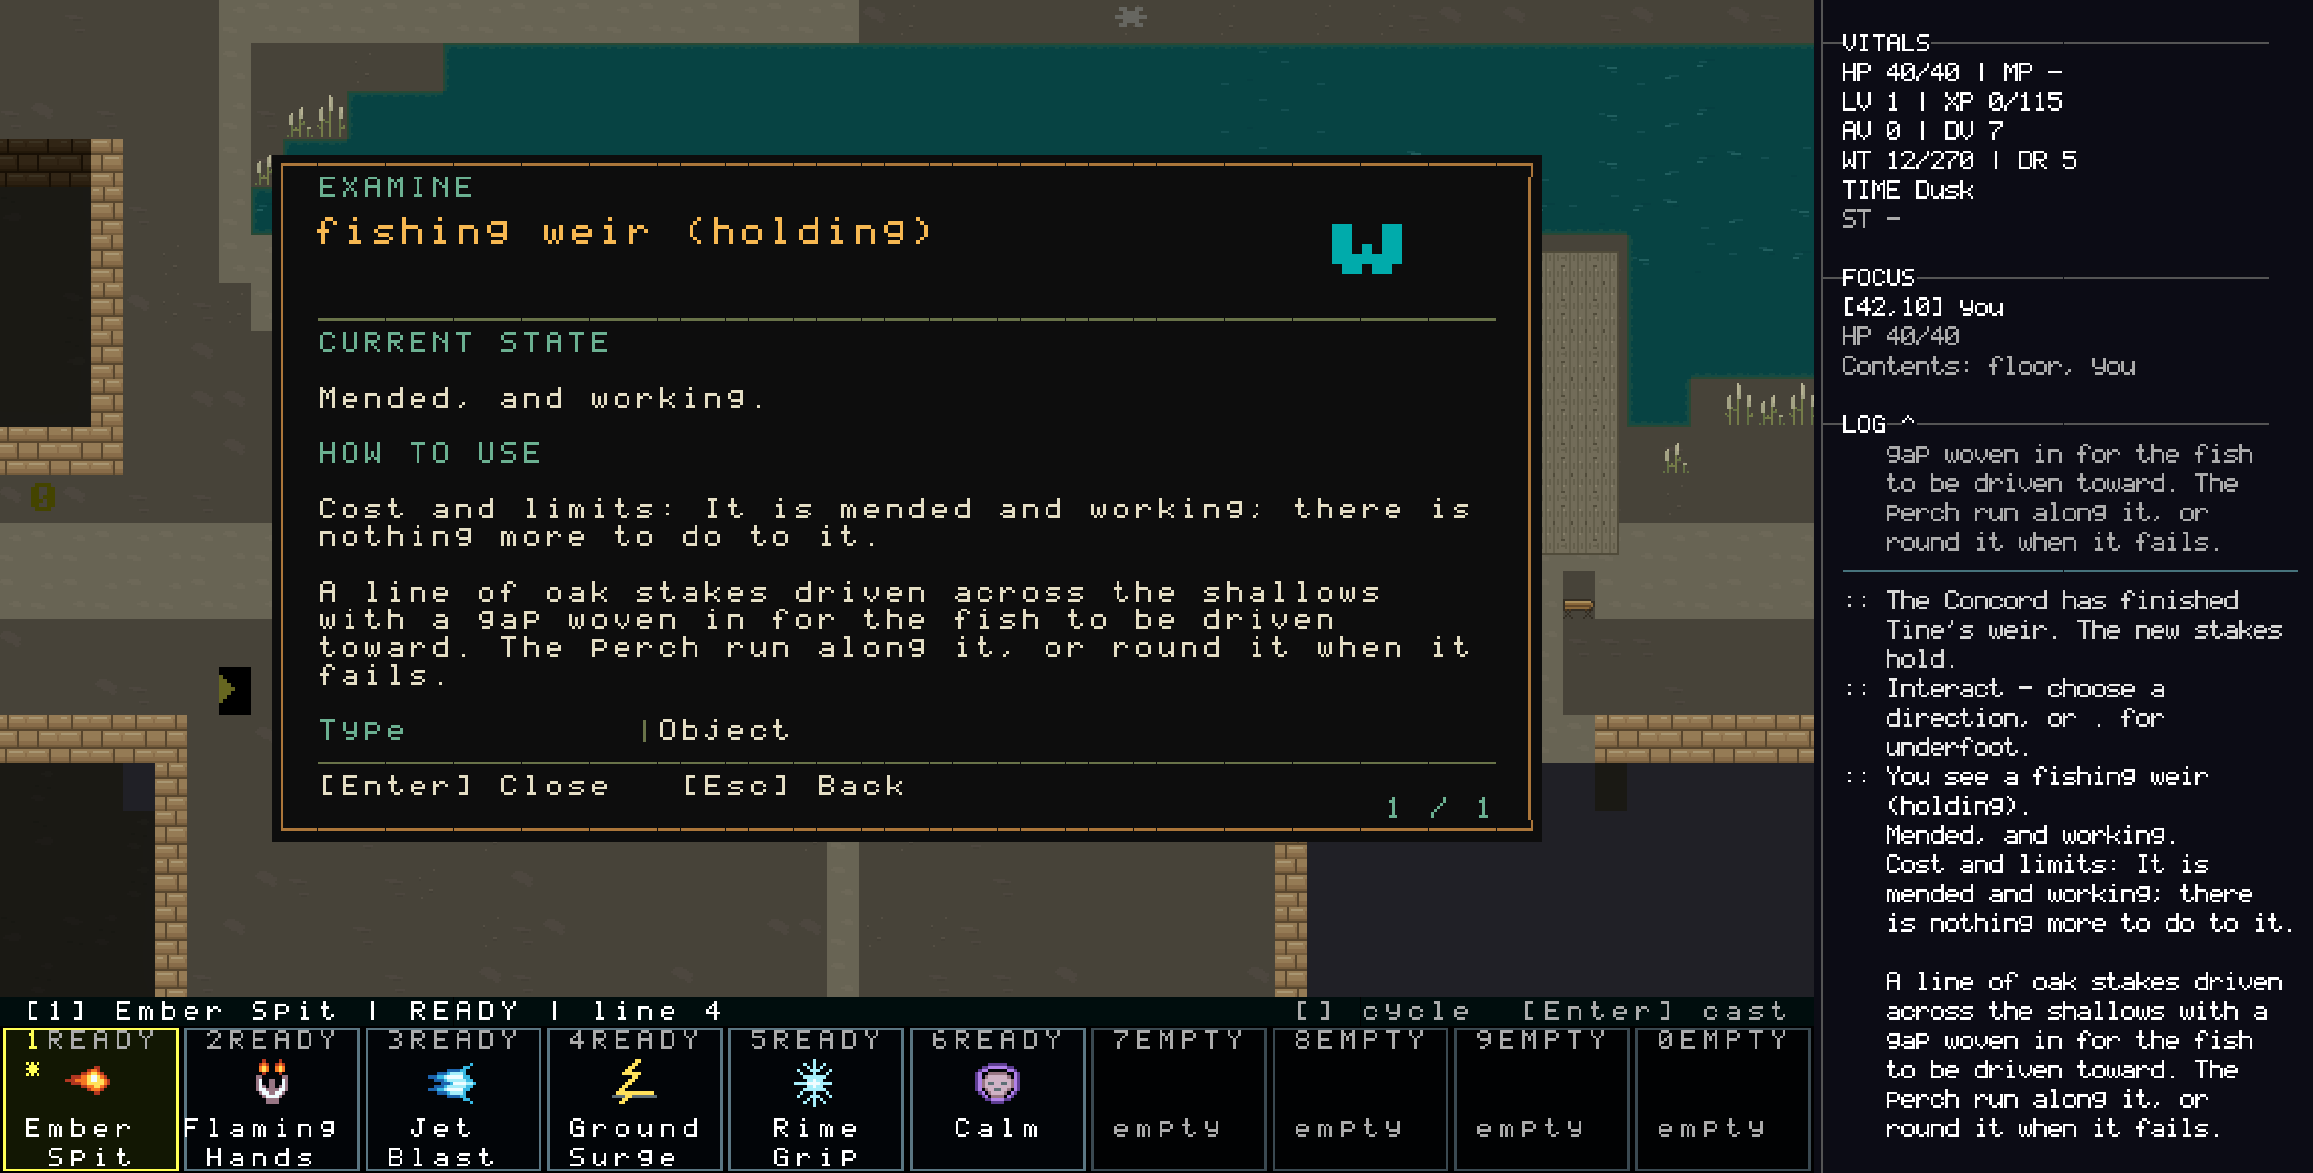 EXAMINE
fishing weir (holding)
W
CURRENT STATE
Mended, and working.
HOW TO USE
Cost and limits: It is mended and working; there is
nothing more to do to it.
A line of oak stakes driven across the shallows
with a gap woven in for the fish to be driven
toward. The perch run along it, or round it when it
fails.
Type |Object
[Enter] Close [Esc] Back
1 / 1
[1] Ember Spit | READY | line 4
[] cycle [Enter] cast
1READY
Ember
Spit
2READY
Flaming
Hands
3READY
Jet
Blast
4READY
Ground
Surge
5READY
Rime
Grip
6READY
Calm
7EMPTY
empty
8EMPTY
empty
9EMPTY
empty
0EMPTY
empty
VITALS
HP 40/40 | MP -
LV 1 | XP 0/115
AV 0 | DV 7
WT 12/270 | DR 5
TIME Dusk
ST -
FOCUS
[42,10] You
HP 40/40
Contents: floor, You
LOG ^
gap woven in for the fish
to be driven toward. The
perch run along it, or
round it when it fails.
:: The Concord has finished
Tine's weir. The new stakes
hold.
:: Interact - choose a
direction, or . for
underfoot.
:: You see a fishing weir
(holding).
Mended, and working.
Cost and limits: It is
mended and working; there
is nothing more to do to it.
A line of oak stakes driven
across the shallows with a
gap woven in for the fish
to be driven toward. The
perch run along it, or
round it when it fails.